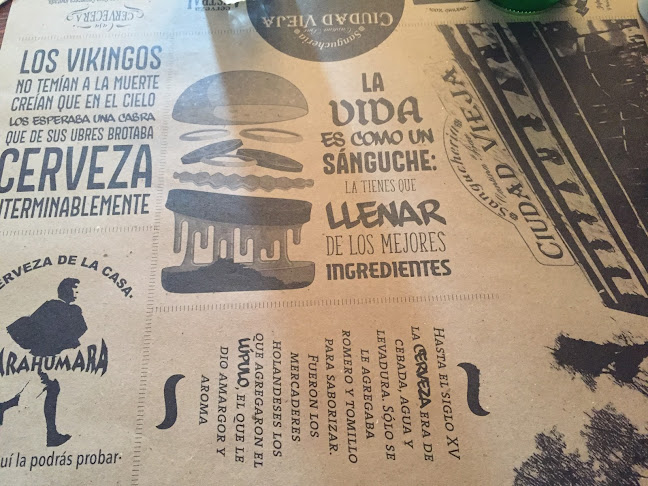 CERVECERA
CIUDAD VIEJA
Sanguchería
LOS VIKINGOS
NO TEMÍAN A LA MUERTE
CREÍAN QUE EN EL CIELO
LOS ESPERABA UNA CABRA
QUE DE SUS UBRES BROTABA
CERVEZA
NTERMINABLEMENTE
LA
VIDA
ES COMO UN
SÁNGUCHE:
LA TIENES QUE
LLENAR
DE LOS MEJORES
INGREDIENTES
Sanguchería
CIUDAD VIEJA
ERVEZA DE LA CASA.
ARAHUMARA
uí la podrás probar.
HASTA EL SIGLO XV
LA CERVEZA ERA DE
CEBADA, AGUA Y
LEVADURA. SÓLO SE
LE AGREGABA
ROMERO Y TOMILLO
PARA SABORIZAR.
FUERON LOS
MERCADERES
HOLANDESES LOS
QUE AGREGARON EL
LÚPULO, EL QUE LE
DIO AMARGOR Y
AROMA